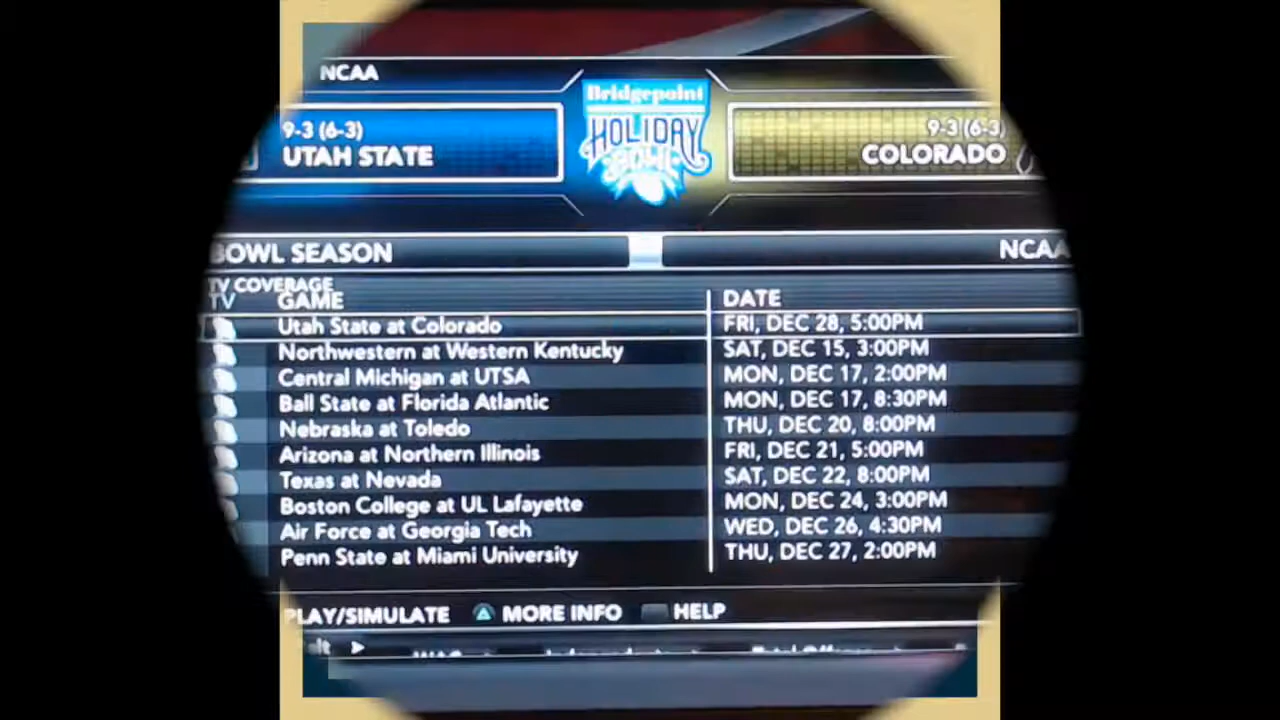 NCAA
9-3 (6-3)
UTAH STATE
Bridgepoint
HOLIDAY
BOWL
9-3 (6-3)
COLORADO
BOWL SEASON
NCAA
TV COVERAGE
TV GAME DATE
Utah State at Colorado FRI, DEC 28, 5:00PM
Northwestern at Western Kentucky SAT, DEC 15, 3:00PM
Central Michigan at UTSA MON, DEC 17, 2:00PM
Ball State at Florida Atlantic MON, DEC 17, 8:30PM
Nebraska at Toledo THU, DEC 20, 8:00PM
Arizona at Northern Illinois FRI, DEC 21, 5:00PM
Texas at Nevada SAT, DEC 22, 8:00PM
Boston College at UL Lafayette MON, DEC 24, 3:00PM
Air Force at Georgia Tech WED, DEC 26, 4:30PM
Penn State at Miami University THU, DEC 27, 2:00PM
PLAY/SIMULATE MORE INFO HELP